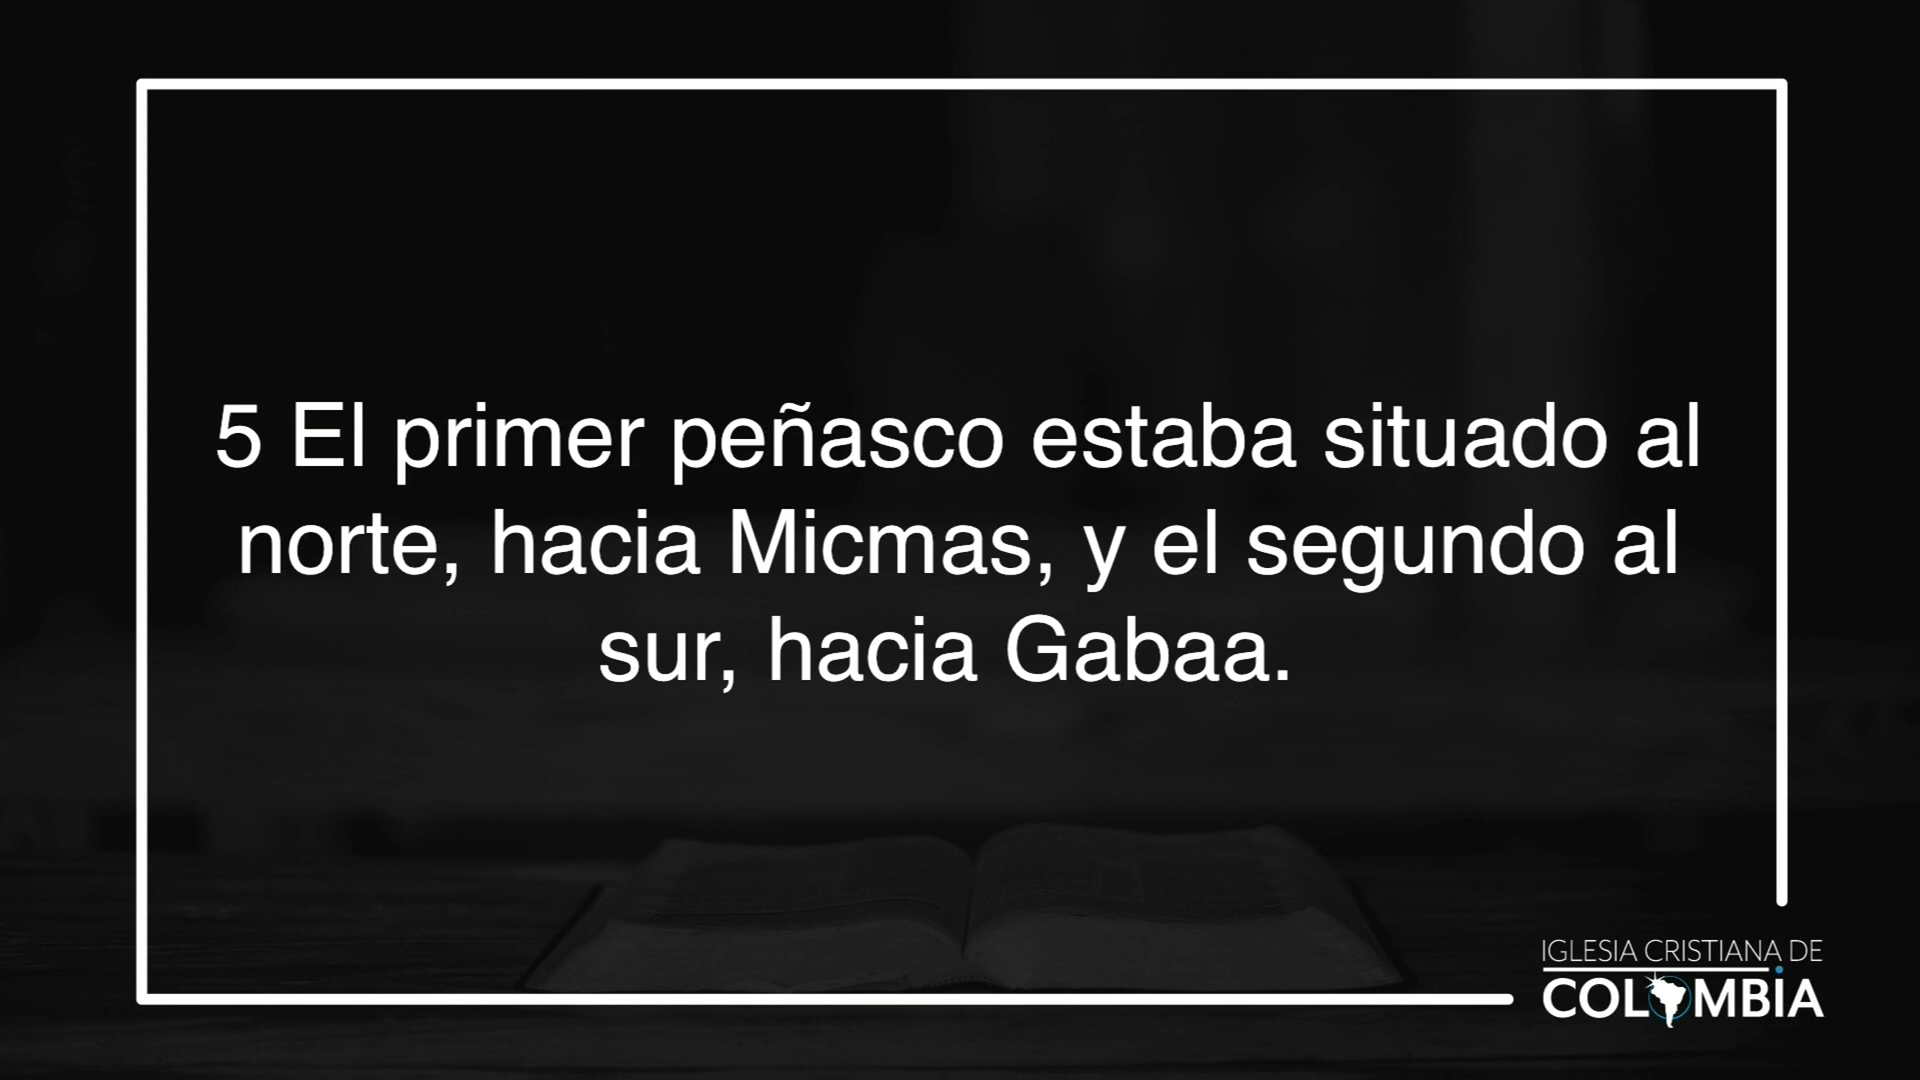 5 El primer peñasco estaba situado al
norte, hacia Micmas, y el segundo al
sur, hacia Gabaa.
IGLESIA CRISTIANA DE
COLOMBIA